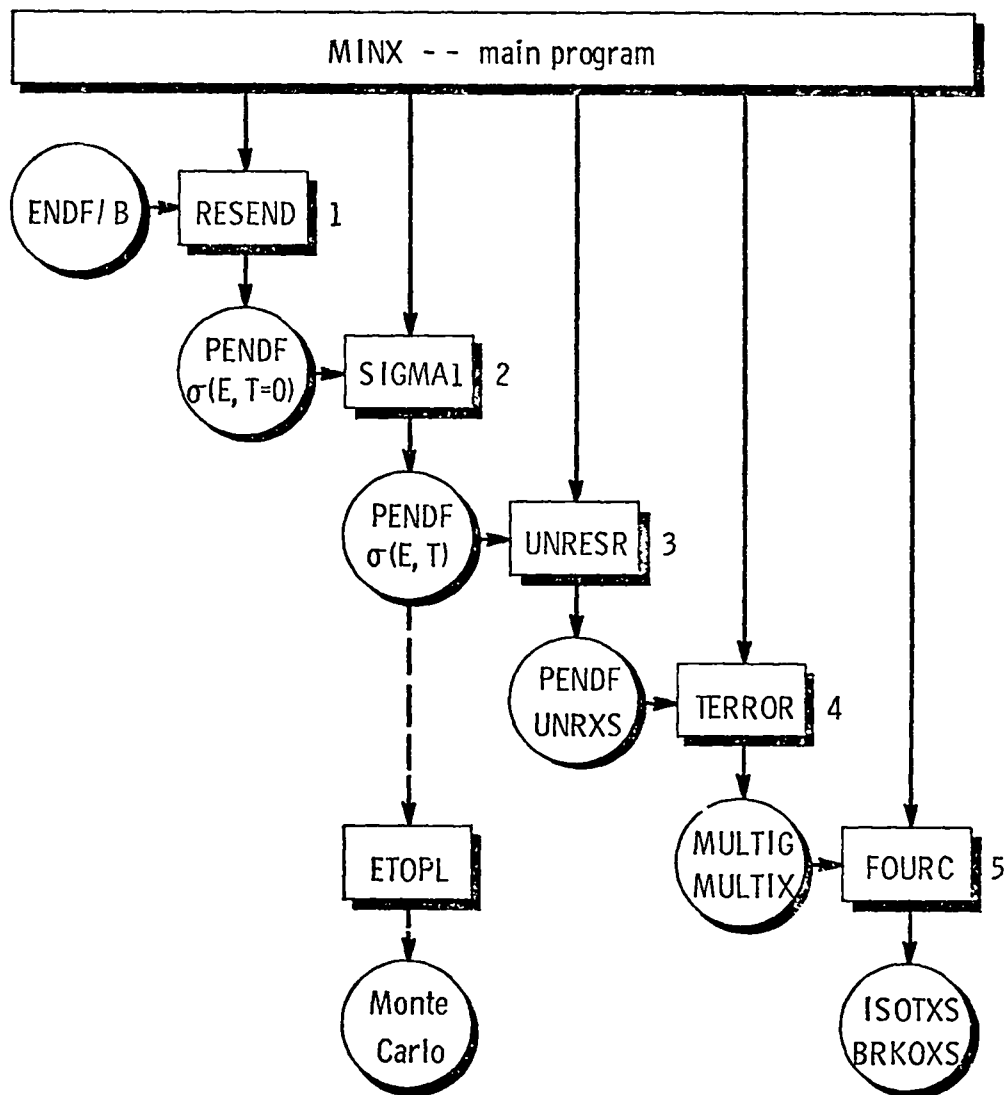 MINX - - main program
ENDF/B
RESEND
1
PENDF
σ(E, T=0)
SIGMA1
2
PENDF
σ(E, T)
UNRESR
3
PENDF
UNRXS
TERROR
4
ETOPL
MULTIG
MULTIX
FOURC
5
Monte
Carlo
ISOTXS
BRKOXS